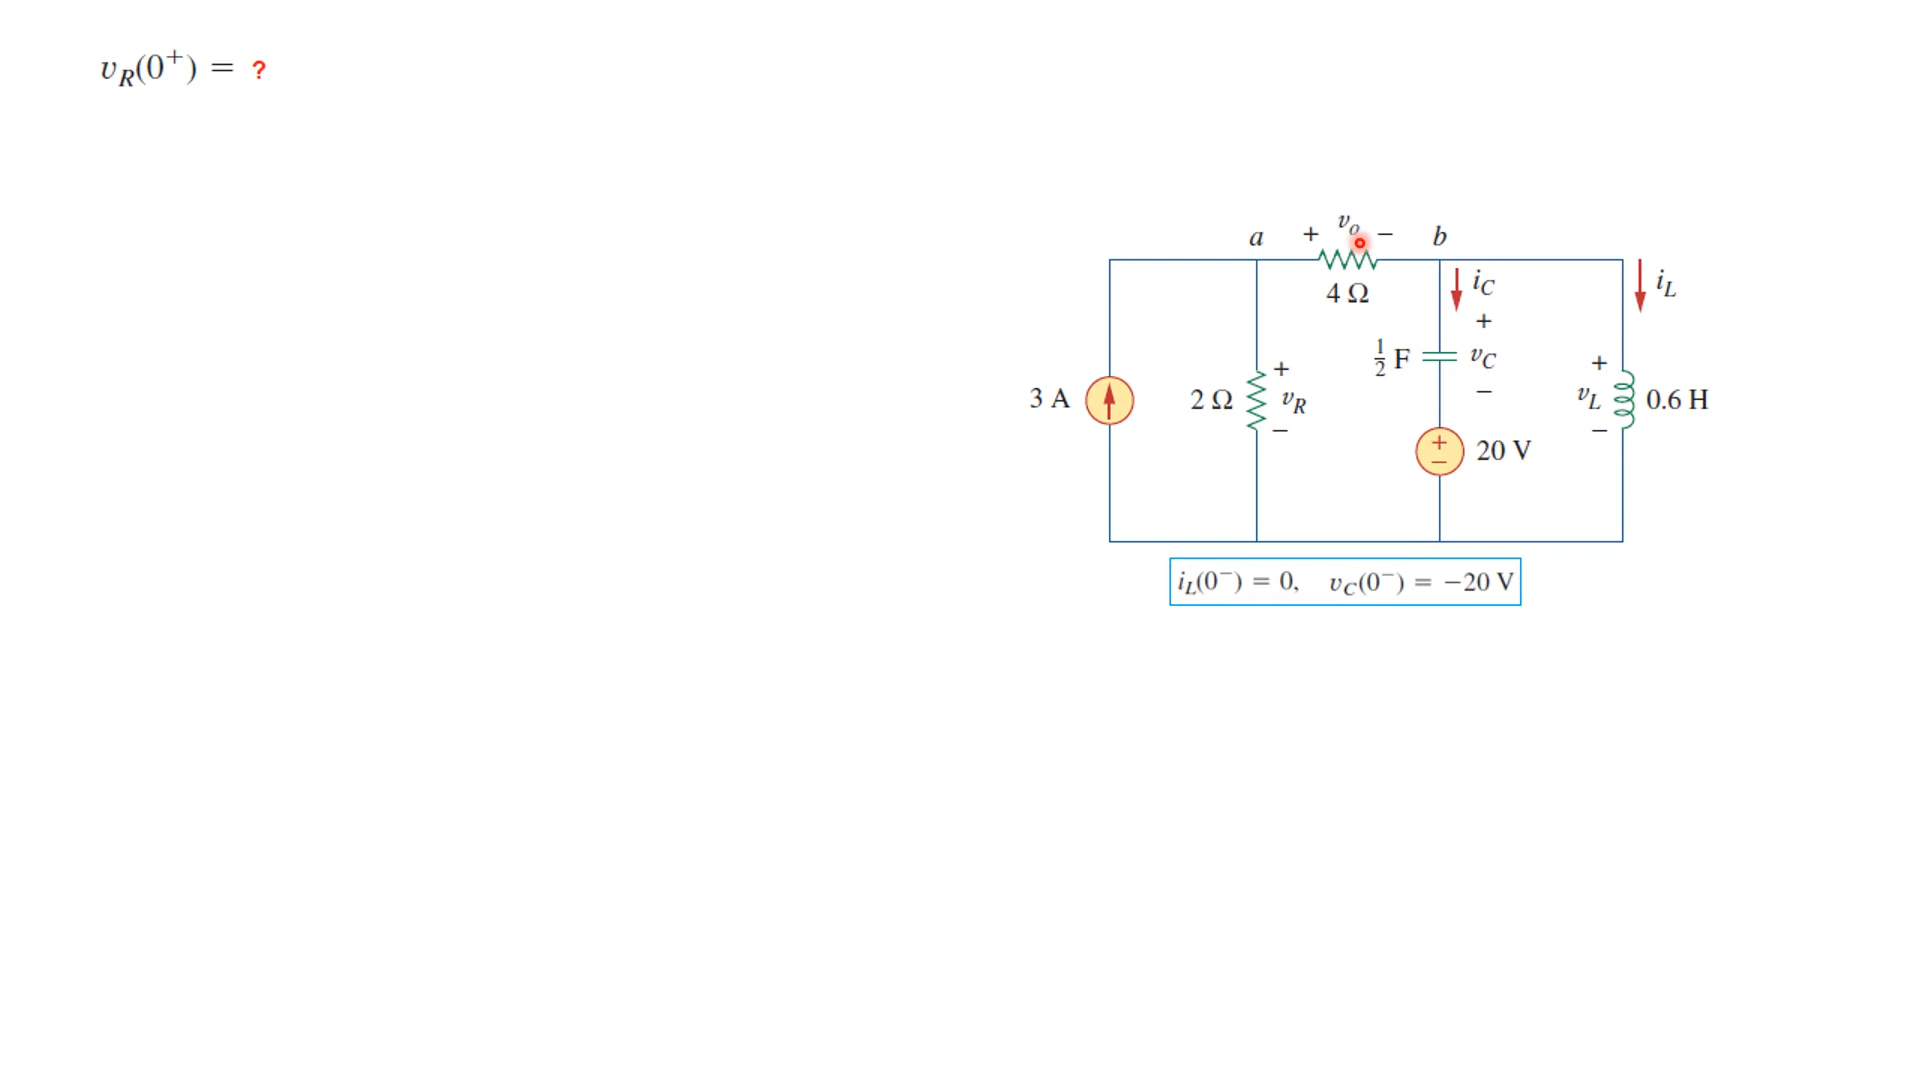 v_R(0⁺) = ?
a + v_o − b
4 Ω
i_C
i_L
+
½ F
v_C
−
3 A
2 Ω
+
v_R
−
+
v_L
−
0.6 H
+
−
20 V
i_L(0⁻) = 0, v_C(0⁻) = −20 V